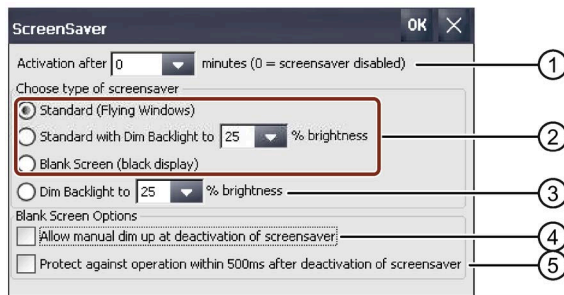 ScreenSaver OK
Activation after 0 minutes (0 = screensaver disabled) 1
Choose type of screensaver
Standard (Flying Windows)
Standard with Dim Backlight to 25 % brightness 2
Blank Screen (black display)
Dim Backlight to 25 % brightness 3
Blank Screen Options
Allow manual dim up at deactivation of screensaver 4
Protect against operation within 500ms after deactivation of screensaver 5